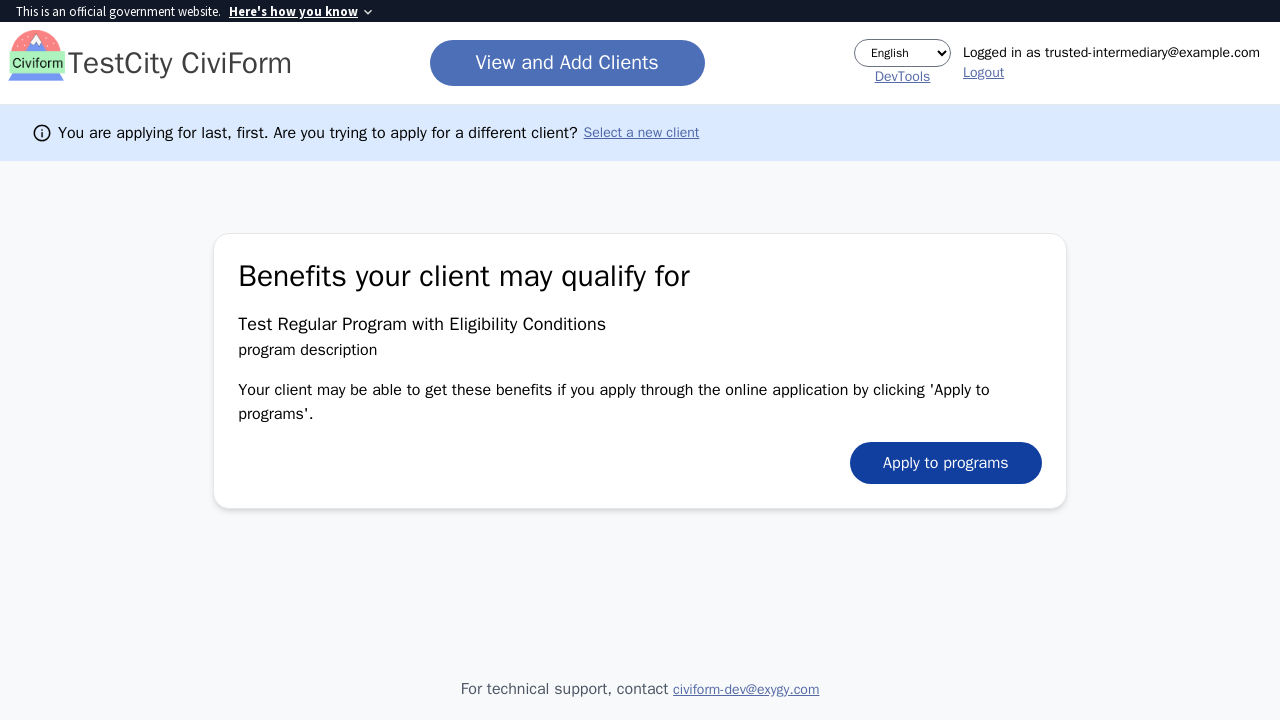 This is an official government website. Here's how you know
Civiform
TestCity CiviForm
View and Add Clients
English
DevTools
Logged in as trusted-intermediary@example.com
Logout
You are applying for last, first. Are you trying to apply for a different client? Select a new client
Benefits your client may qualify for
Test Regular Program with Eligibility Conditions
program description
Your client may be able to get these benefits if you apply through the online application by clicking 'Apply to
programs'.
Apply to programs
For technical support, contact civiform-dev@exygy.com